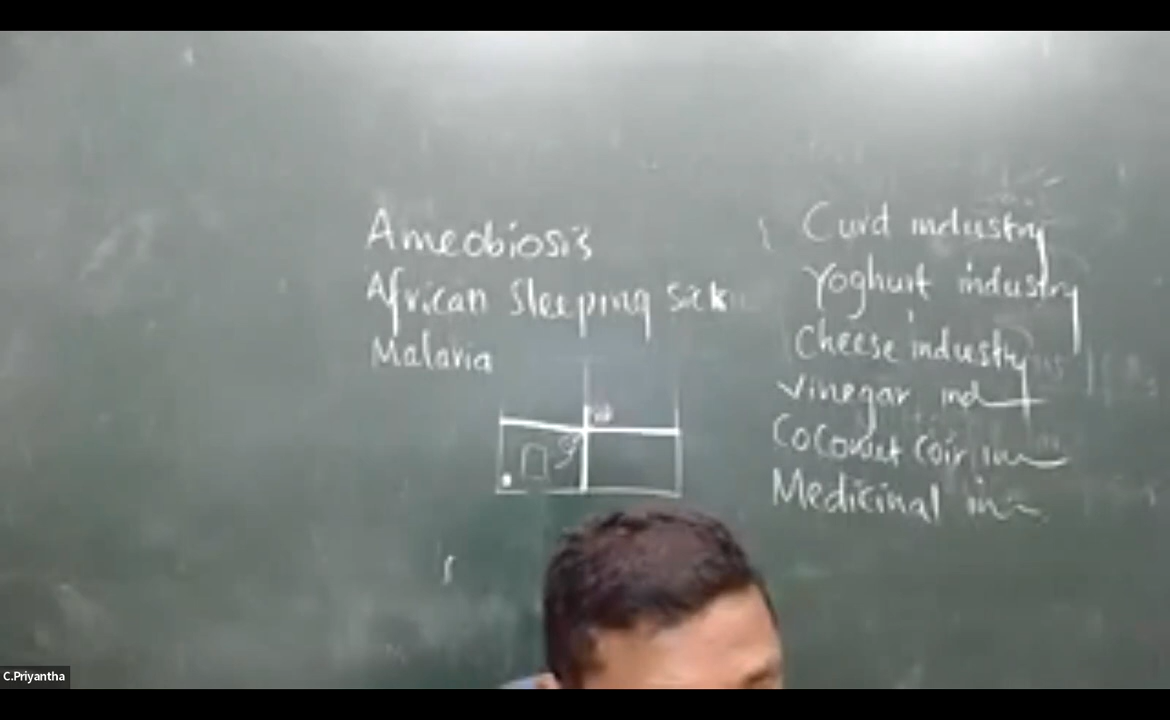 Ameobiosis
African Sleeping Sick
Malaria
Curd industry
Yoghurt industry
Cheese industry
Vinegar ind
Coconut Coir in
Medicinal in
C.Priyantha